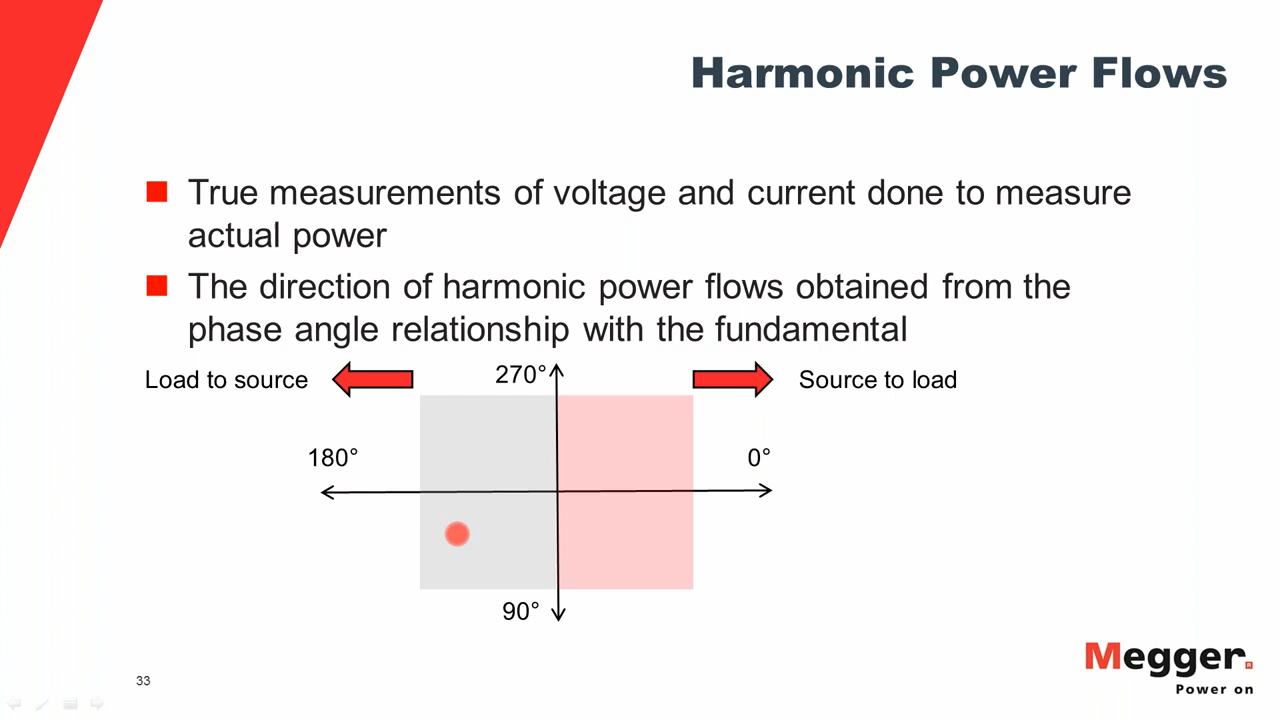 Harmonic Power Flows
True measurements of voltage and current done to measure
actual power
The direction of harmonic power flows obtained from the
phase angle relationship with the fundamental
Load to source
270°
Source to load
180°
0°
90°
Megger
Power on
33